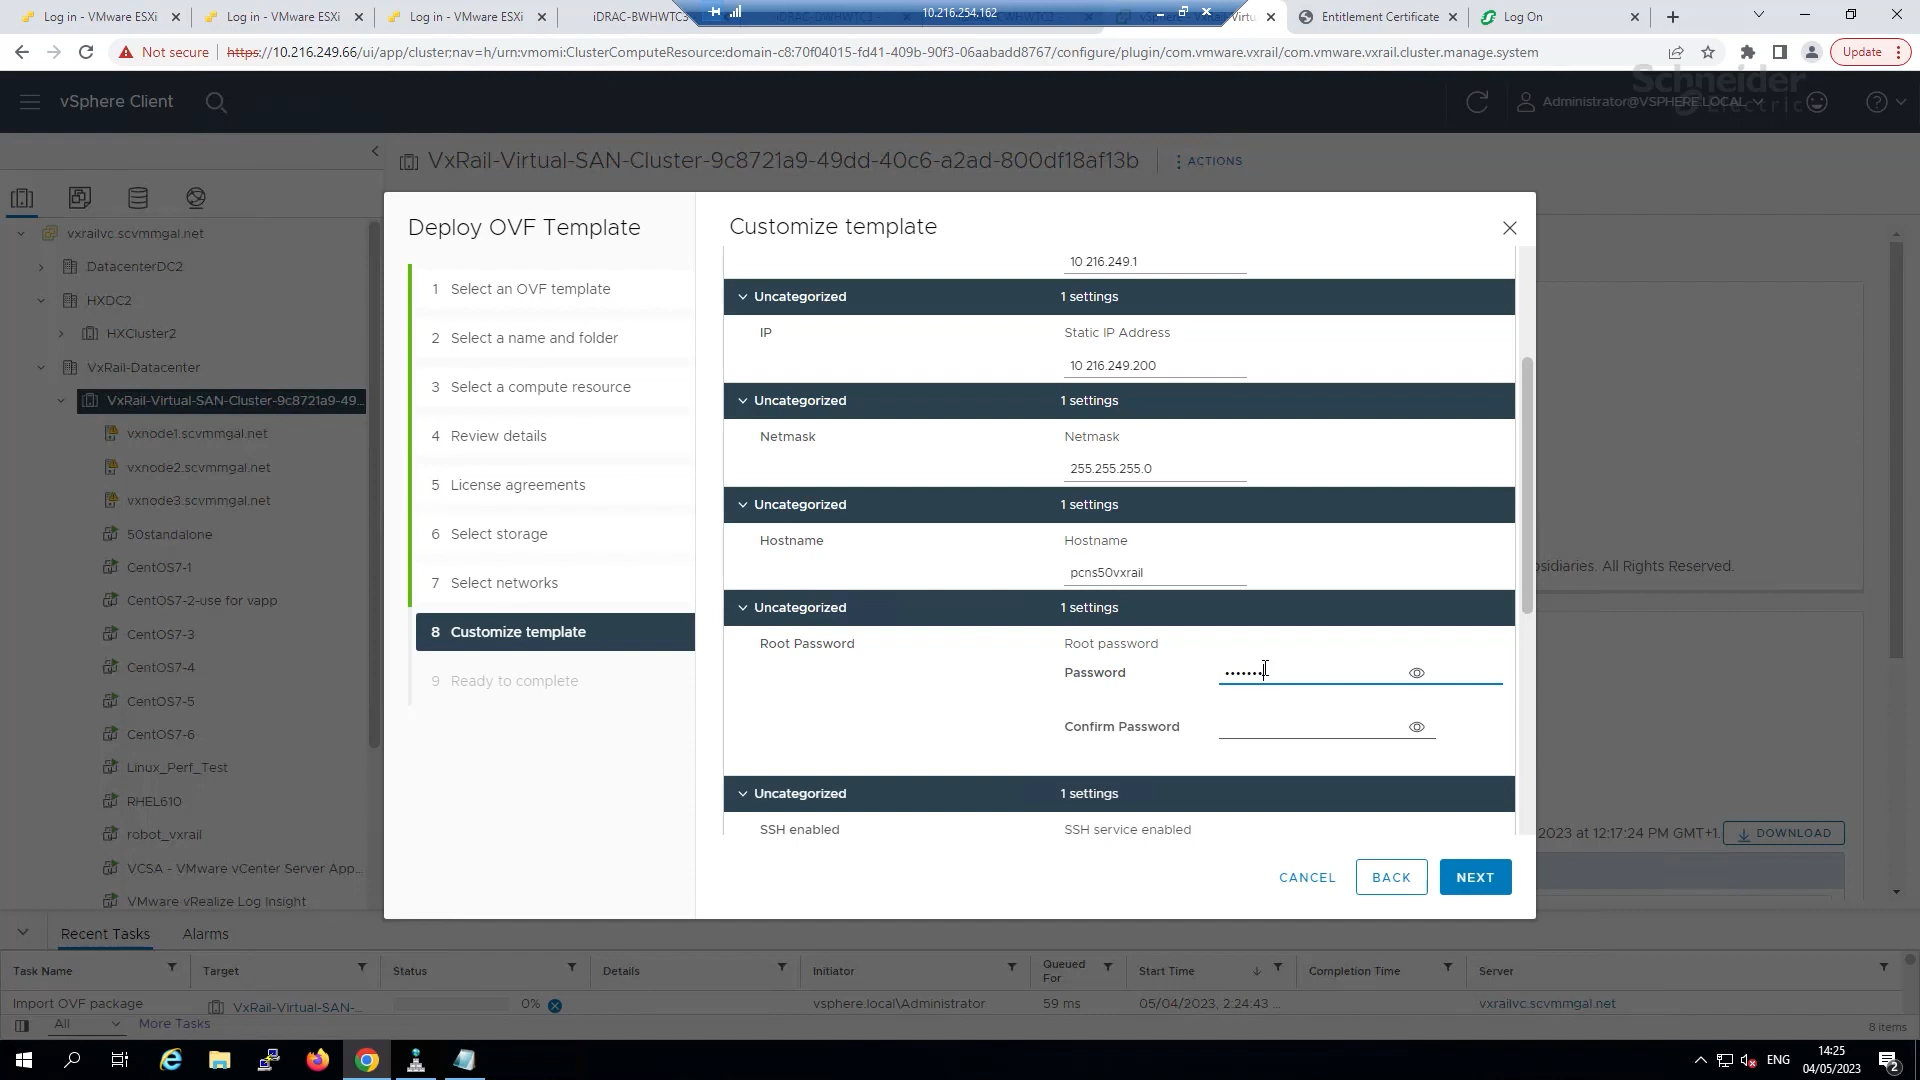 Log in - VMware ESXi
Log in - VMware ESXi
Log in - VMware ESXi
iDRAC-BWHWTC3
10.216.254.162
Entitlement Certificate
Log On
Not secure
https://10.216.249.66/ui/app/cluster;nav=h/urn:vmomi:ClusterComputeResource:domain-c8:70f04015-fd41-409b-90f3-06aabadd8767/configure/plugin/com.vmware.vxrail/com.vmware.vxrail.cluster.manage.system
Update
vSphere Client
Administrator@VSPHERE.LOCAL
Schneider
Electric
VxRail-Virtual-SAN-Cluster-9c8721a9-49dd-40c6-a2ad-800df18af13b
ACTIONS
vxrailvc.scvmmgal.net
DatacenterDC2
HXDC2
HXCluster2
VxRail-Datacenter
VxRail-Virtual-SAN-Cluster-9c8721a9-49...
vxnode1.scvmmgal.net
vxnode2.scvmmgal.net
vxnode3.scvmmgal.net
50standalone
CentOS7-1
CentOS7-2-use for vapp
CentOS7-3
CentOS7-4
CentOS7-5
CentOS7-6
Linux_Perf_Test
RHEL610
robot_vxrail
VCSA - VMware vCenter Server App...
VMware vRealize Log Insight
Deploy OVF Template
1 Select an OVF template
2 Select a name and folder
3 Select a compute resource
4 Review details
5 License agreements
6 Select storage
7 Select networks
8 Customize template
9 Ready to complete
Customize template
10 216.249.1
Uncategorized 1 settings
IP Static IP Address
10 216.249.200
Uncategorized 1 settings
Netmask Netmask
255.255.255.0
Uncategorized 1 settings
Hostname Hostname
pcns50vxrail
Uncategorized 1 settings
Root Password Root password
Password
Confirm Password
Uncategorized 1 settings
SSH enabled SSH service enabled
CANCEL
BACK
NEXT
sidiaries. All Rights Reserved.
2023 at 12:17:24 PM GMT+1.
DOWNLOAD
Recent Tasks
Alarms
Task Name Target Status Details Initiator Queued For Start Time Completion Time Server
Import OVF package VxRail-Virtual-SAN-... 0% vsphere.local\Administrator 59 ms 05/04/2023, 2:24:43 ... vxrailvc.scvmmgal.net
All
More Tasks
8 items
ENG
14:25
04/05/2023
2